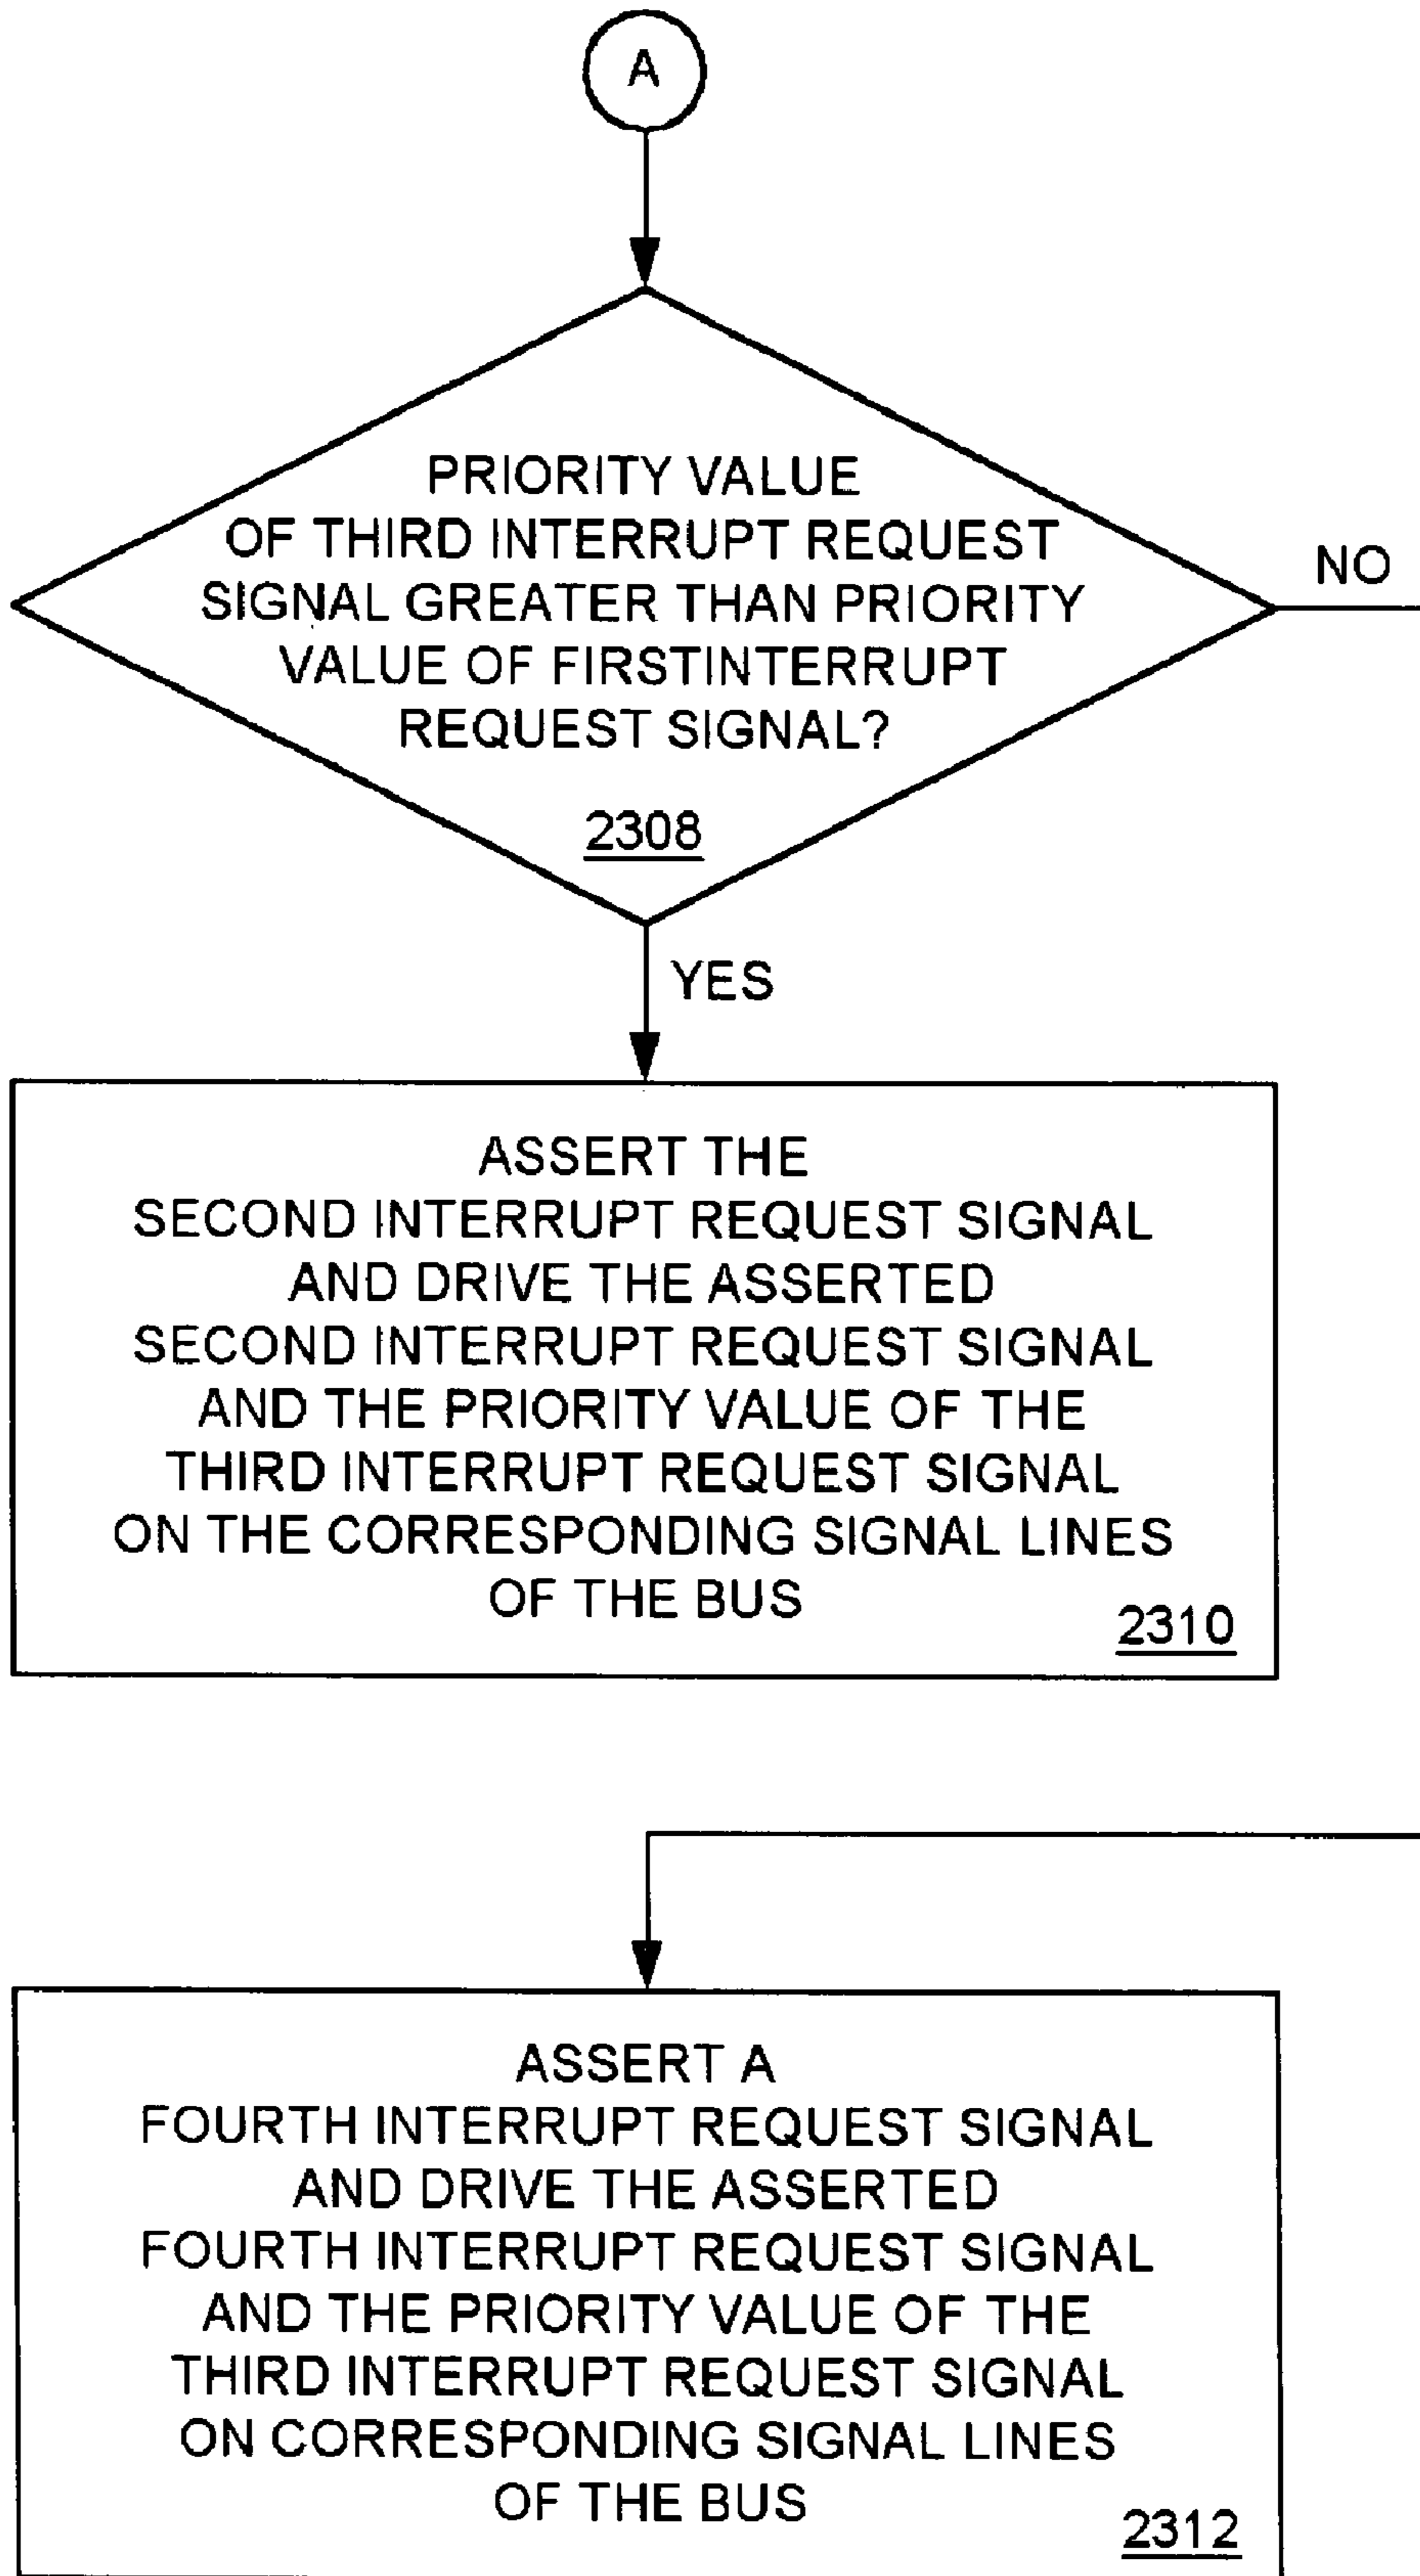 A
PRIORITY VALUE
OF THIRD INTERRUPT REQUEST
SIGNAL GREATER THAN PRIORITY
VALUE OF FIRSTINTERRUPT
REQUEST SIGNAL?
2308
NO
YES
ASSERT THE
SECOND INTERRUPT REQUEST SIGNAL
AND DRIVE THE ASSERTED
SECOND INTERRUPT REQUEST SIGNAL
AND THE PRIORITY VALUE OF THE
THIRD INTERRUPT REQUEST SIGNAL
ON THE CORRESPONDING SIGNAL LINES
OF THE BUS
2310
ASSERT A
FOURTH INTERRUPT REQUEST SIGNAL
AND DRIVE THE ASSERTED
FOURTH INTERRUPT REQUEST SIGNAL
AND THE PRIORITY VALUE OF THE
THIRD INTERRUPT REQUEST SIGNAL
ON CORRESPONDING SIGNAL LINES
OF THE BUS
2312